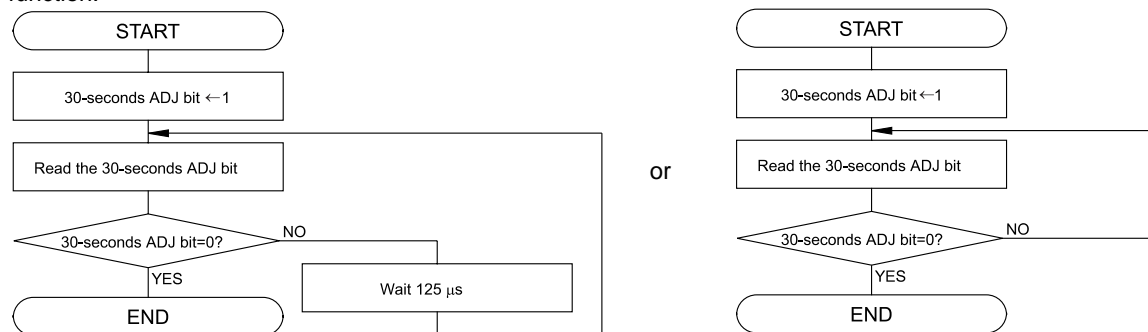 function.
START
30-seconds ADJ bit ←1
Read the 30-seconds ADJ bit
30-seconds ADJ bit=0?
NO
YES
Wait 125 μs
END
or
START
30-seconds ADJ bit←1
Read the 30-seconds ADJ bit
30-seconds ADJ bit=0?
NO
YES
END